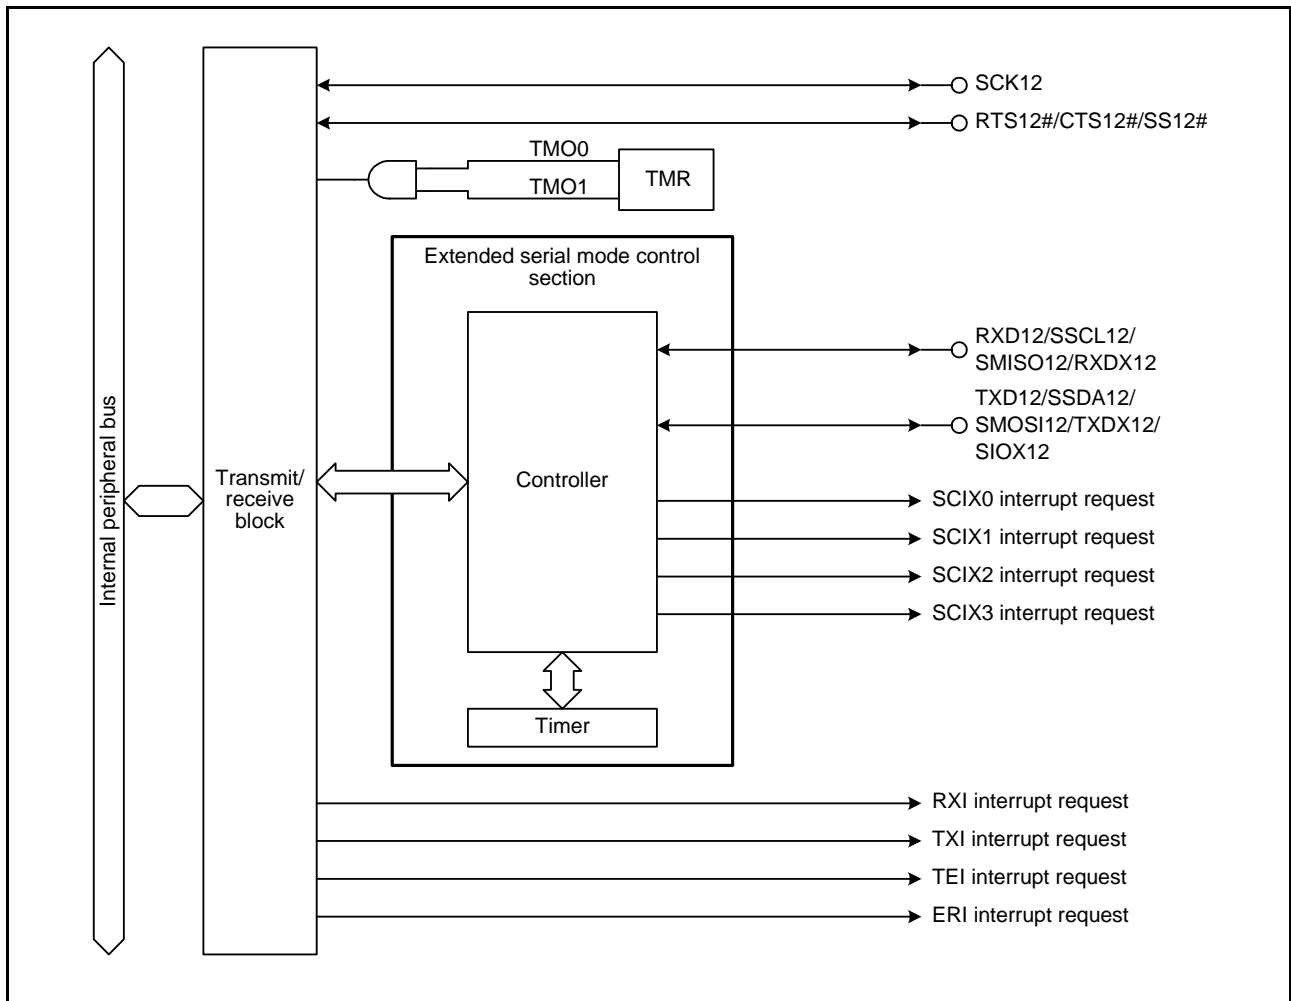 SCK12
RTS12#/CTS12#/SS12#
TMO0
TMO1
TMR
Extended serial mode control
section
RXD12/SSCL12/
SMISO12/RXDX12
TXD12/SSDA12/
SMOSI12/TXDX12/
SIOX12
Internal peripheral bus
Transmit/
receive
block
Controller
SCIX0 interrupt request
SCIX1 interrupt request
SCIX2 interrupt request
SCIX3 interrupt request
Timer
RXI interrupt request
TXI interrupt request
TEI interrupt request
ERI interrupt request